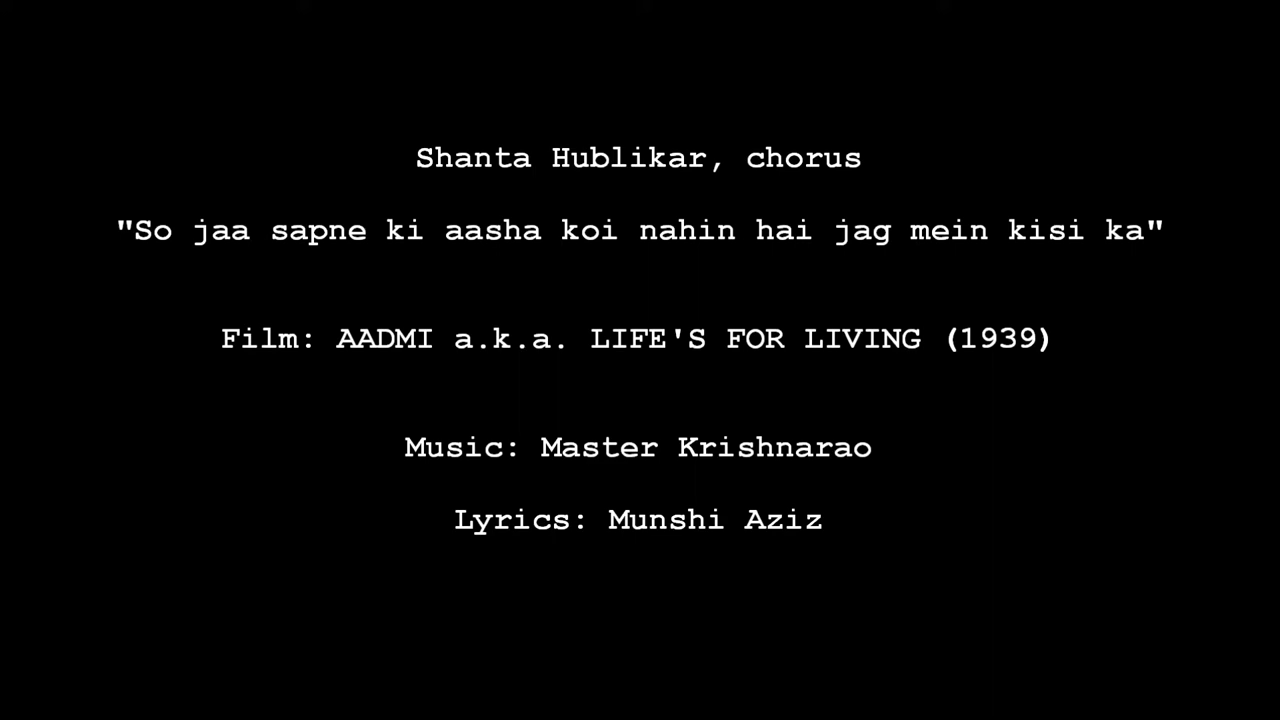 Shanta Hublikar, chorus
"So jaa sapne ki aasha koi nahin hai jag mein kisi ka"
Film: AADMI a.k.a. LIFE'S FOR LIVING (1939)
Music: Master Krishnarao
Lyrics: Munshi Aziz